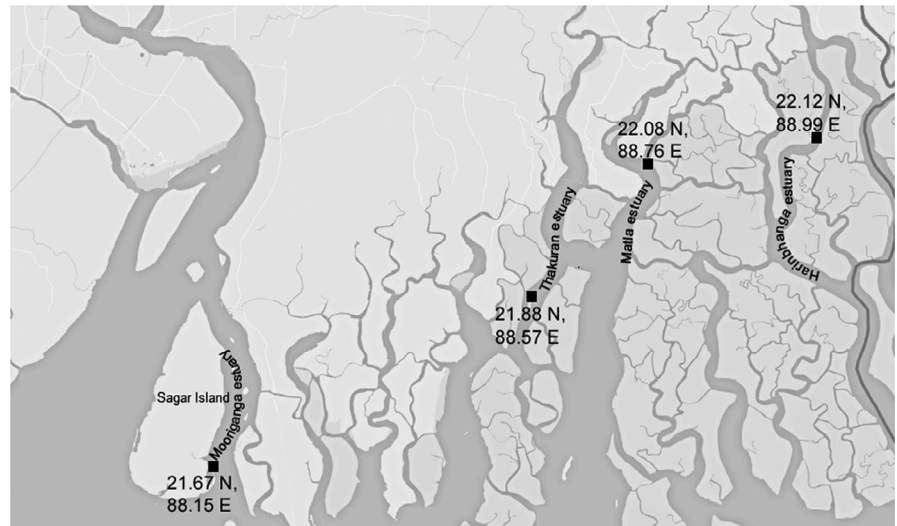 22.12 N,
88.99 E
22.08 N,
88.76 E
Harinbhanga estuary
Matla estuary
Thakuran estuary
21.88 N,
88.57 E
Mooriganga estuary
Sagar Island
21.67 N,
88.15 E